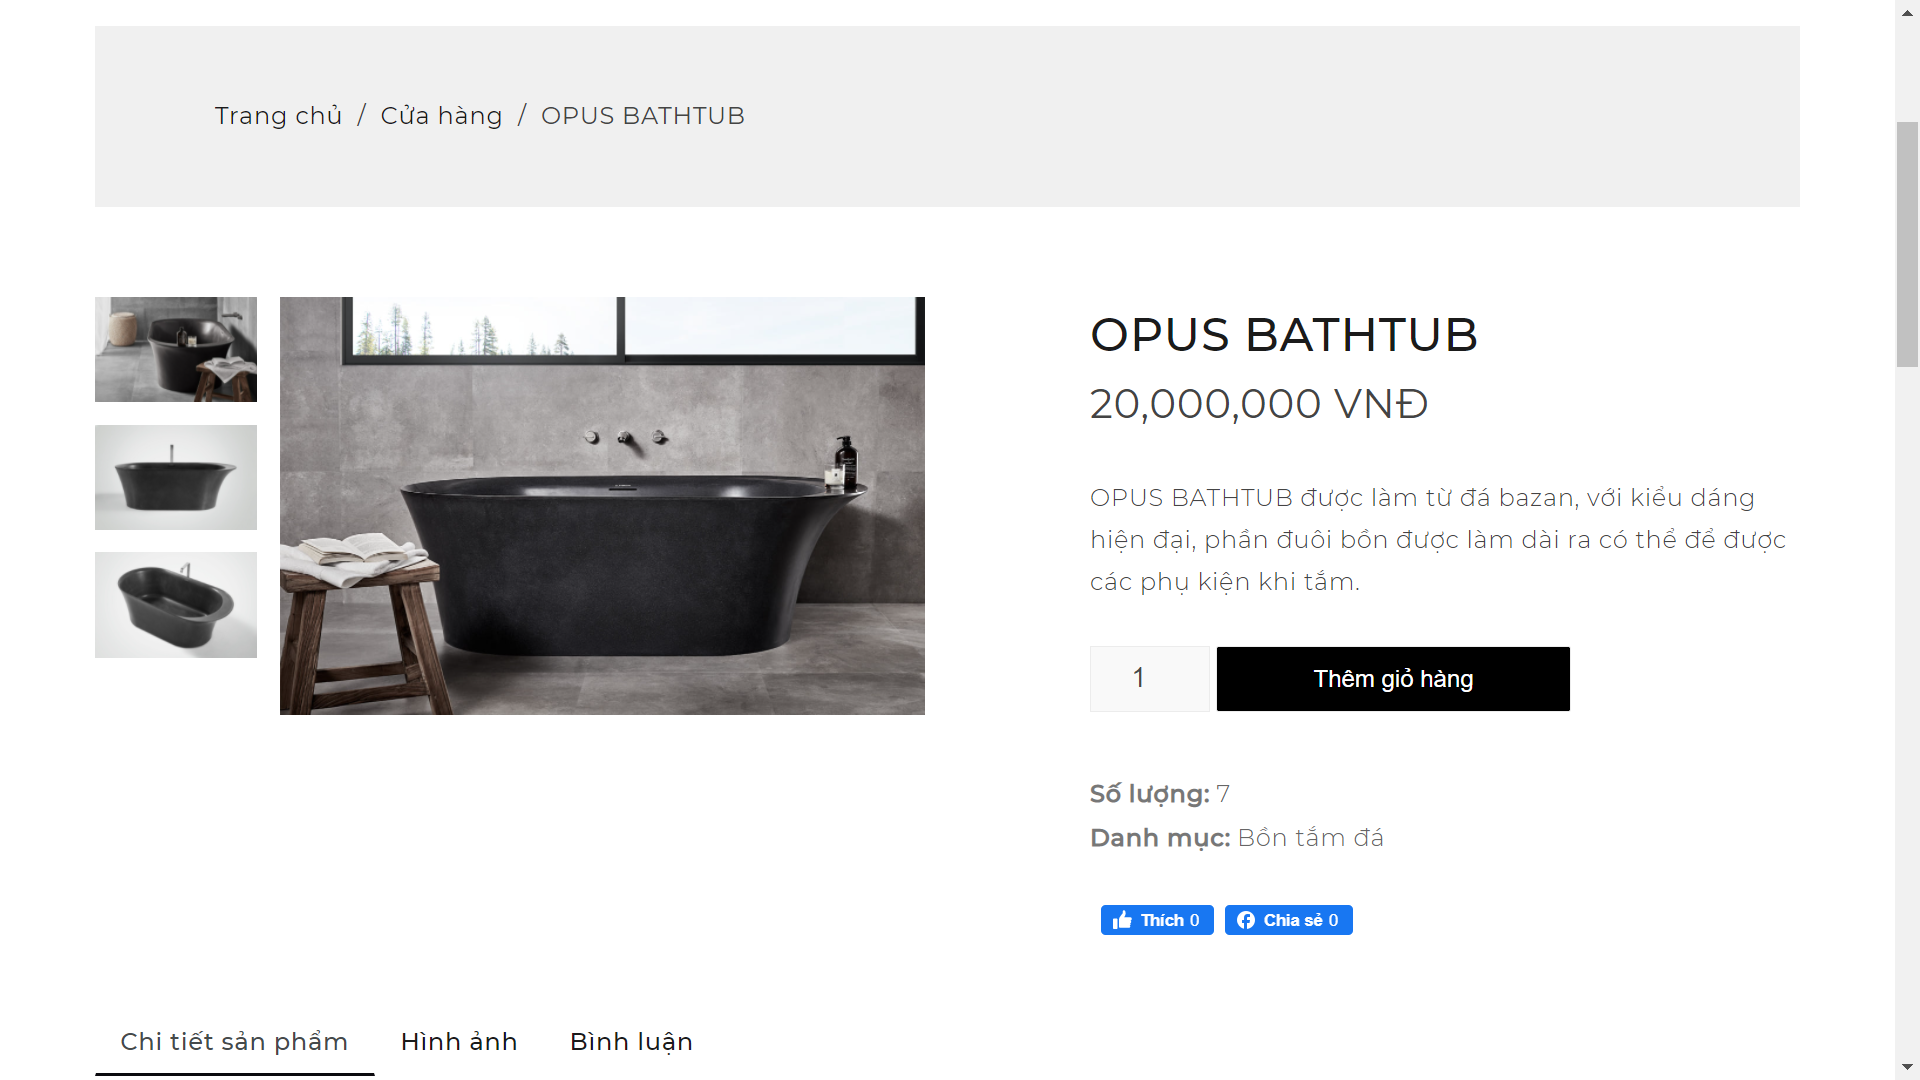 Trang chủ / Cửa hàng / OPUS BATHTUB
OPUS BATHTUB
20,000,000 VNĐ
OPUS BATHTUB được làm từ đá bazan, với kiểu dáng
hiện đại, phần đuôi bồn được làm dài ra có thể để được
các phụ kiện khi tắm.
1 Thêm giỏ hàng
Số lượng: 7
Danh mục: Bồn tắm đá
Thích 0 Chia sẻ 0
Chi tiết sản phẩm Hình ảnh Bình luận